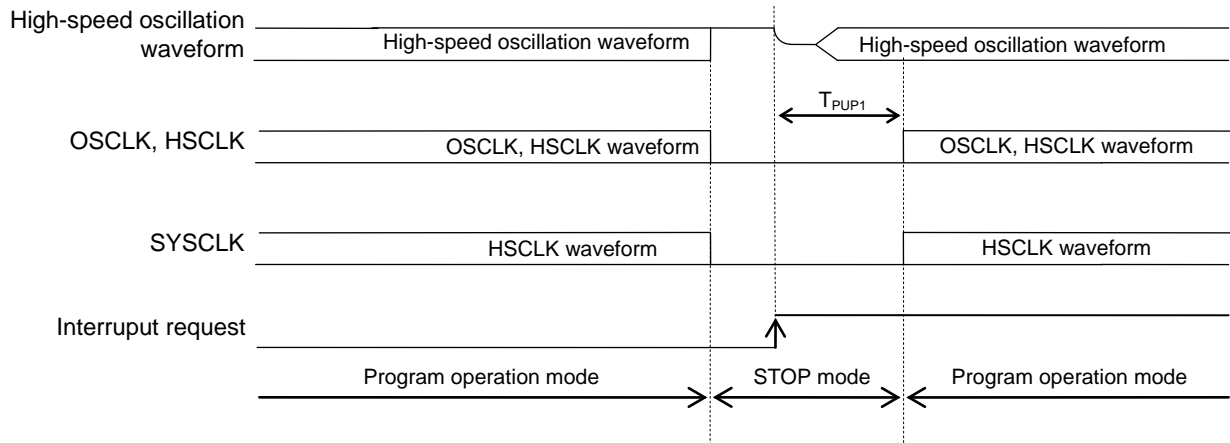 High-speed oscillation
waveform
High-speed oscillation waveform
High-speed oscillation waveform
TPUP1
OSCLK, HSCLK
OSCLK, HSCLK waveform
OSCLK, HSCLK waveform
SYSCLK
HSCLK waveform
HSCLK waveform
Interruput request
Program operation mode
STOP mode
Program operation mode